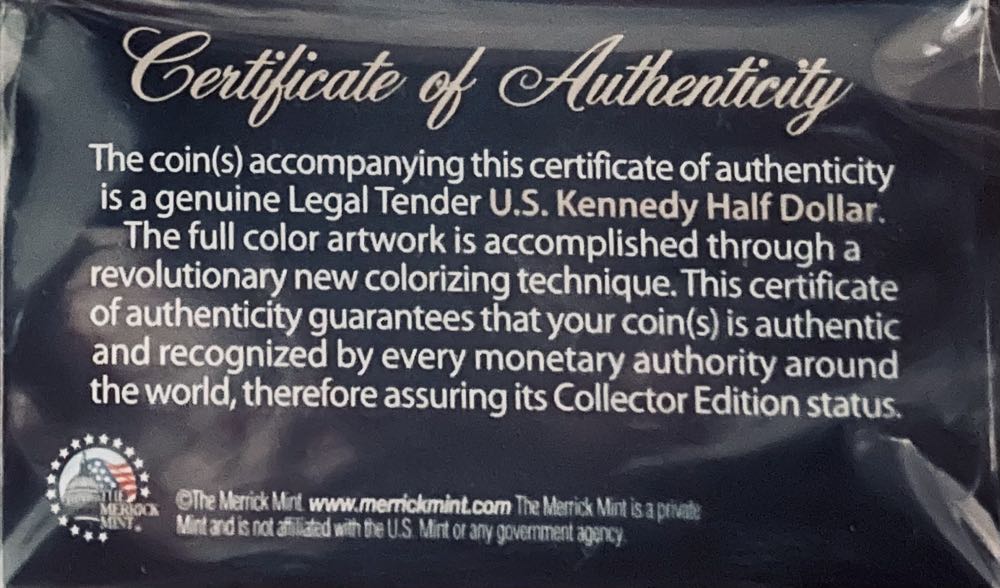 Certificate of Authenticity
The coin(s) accompanying this certificate of authenticity
is a genuine Legal Tender U.S. Kennedy Half Dollar.
The full color artwork is accomplished through a
revolutionary new colorizing technique. This certificate
of authenticity guarantees that your coin(s) is authentic
and recognized by every monetary authority around
the world, therefore assuring its Collector Edition status.
THE
MERRICK
MINT
©The Merrick Mint. www.merrickmint.com The Merrick Mint is a private
Mint and is not affiliated with the U.S. Mint or any government agency.